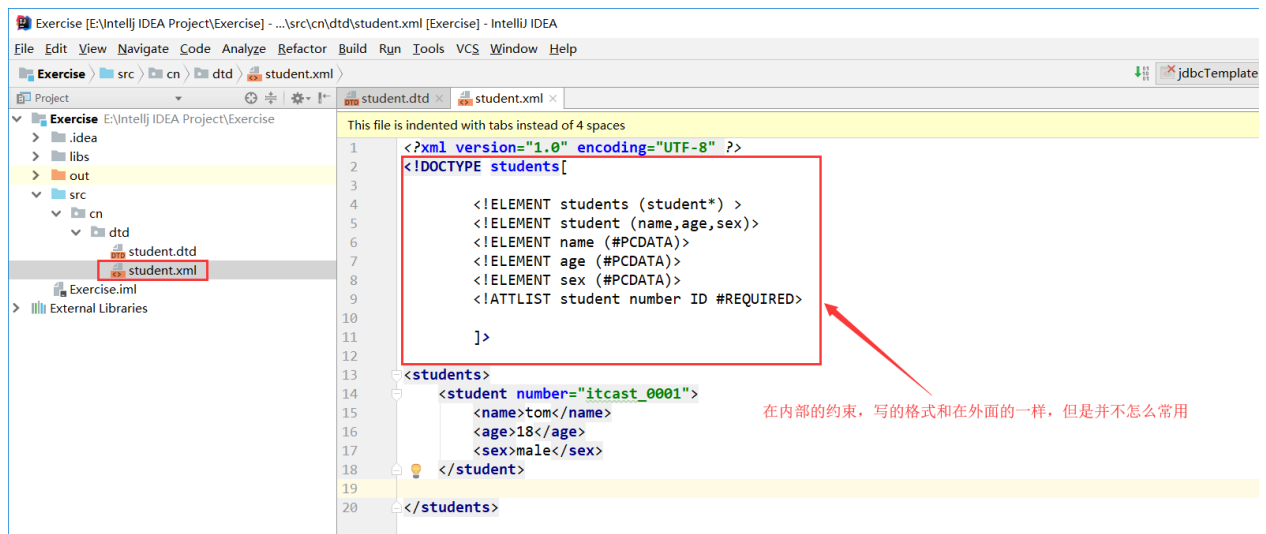 Exercise [E:\Intellj IDEA Project\Exercise] - ...\src\cn\dtd\student.xml [Exercise] - IntelliJ IDEA
File Edit View Navigate Code Analyze Refactor Build Run Tools VCS Window Help
Exercise src cn dtd student.xml jdbcTemplate
Project student.dtd student.xml
Exercise E:\Intellj IDEA Project\Exercise
.idea
libs
out
src
cn
dtd
student.dtd
student.xml
Exercise.iml
External Libraries
This file is indented with tabs instead of 4 spaces
1 <?xml version="1.0" encoding="UTF-8" ?>
2 <!DOCTYPE students[
3
4 <!ELEMENT students (student*) >
5 <!ELEMENT student (name,age,sex)>
6 <!ELEMENT name (#PCDATA)>
7 <!ELEMENT age (#PCDATA)>
8 <!ELEMENT sex (#PCDATA)>
9 <!ATTLIST student number ID #REQUIRED>
10
11 ]>
12
13 <students>
14 <student number="itcast_0001">
15 <name>tom</name>
16 <age>18</age>
17 <sex>male</sex>
18 </student>
19
20 </students>
在内部的约束，写的格式和在外面的一样，但是并不怎么常用